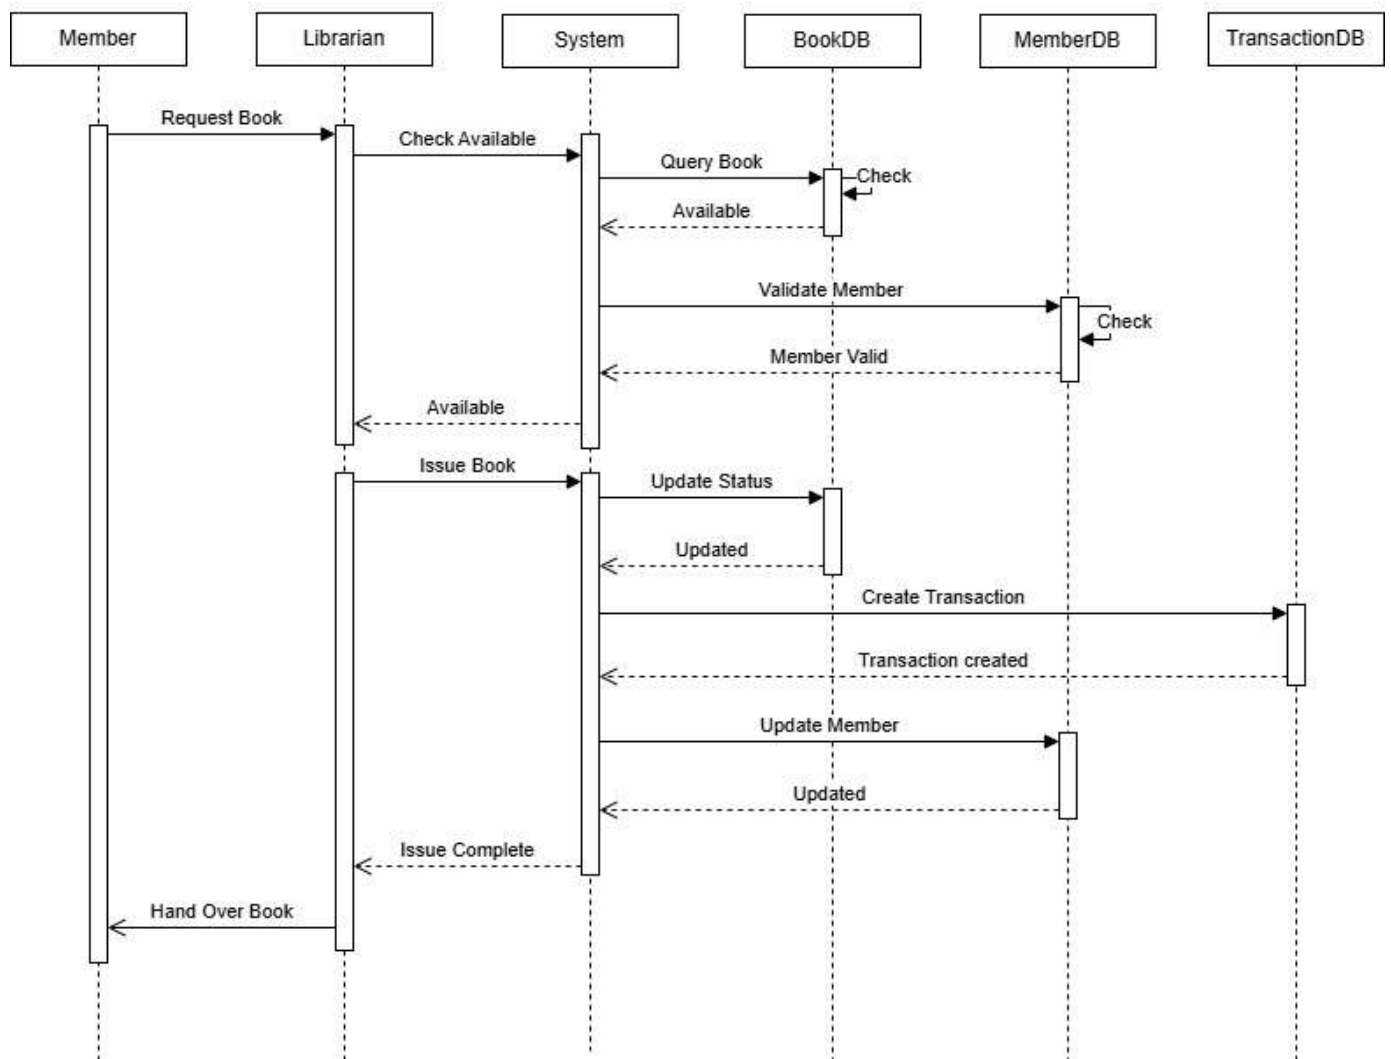 Member
Librarian
System
BookDB
MemberDB
TransactionDB
Request Book
Check Available
Query Book
Check
Available
Validate Member
Check
Member Valid
Available
Issue Book
Update Status
Updated
Create Transaction
Transaction created
Update Member
Updated
Issue Complete
Hand Over Book